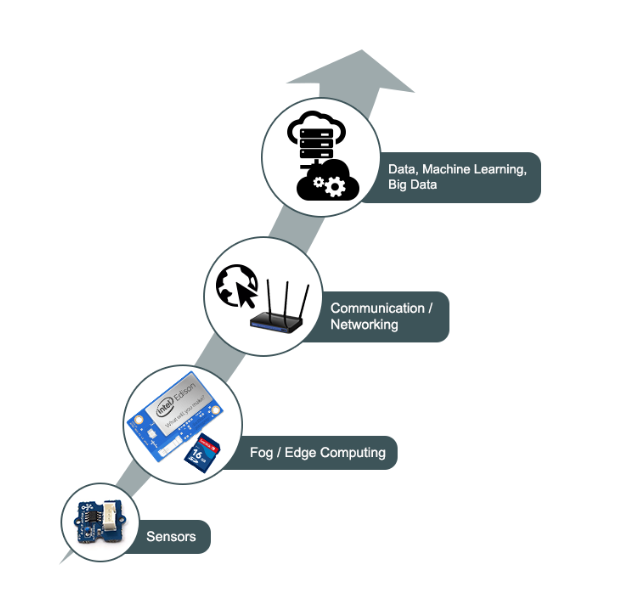 Data, Machine Learning,
Big Data
Communication /
Networking
intel Edison
What will you make?
Fog / Edge Computing
SanDisk
16 GB
Sensors